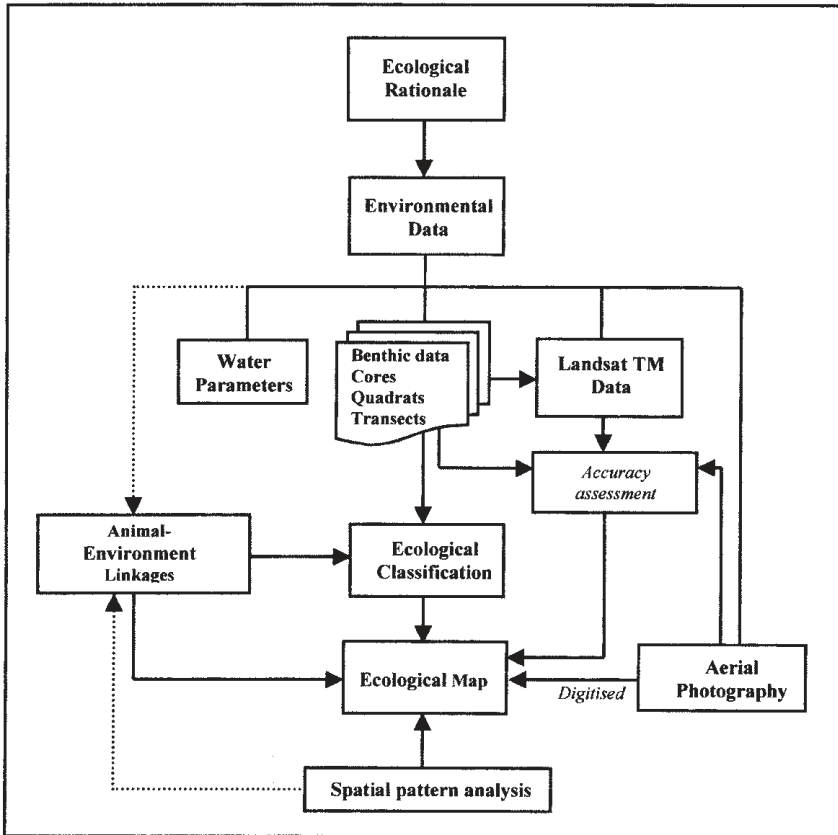 Ecological
Rationale
Environmental
Data
Water
Parameters
Benthic data
Cores
Quadrats
Transects
Landsat TM
Data
Accuracy
assessment
Animal-
Environment
Linkages
Ecological
Classification
Ecological Map
Digitised
Aerial
Photography
Spatial pattern analysis